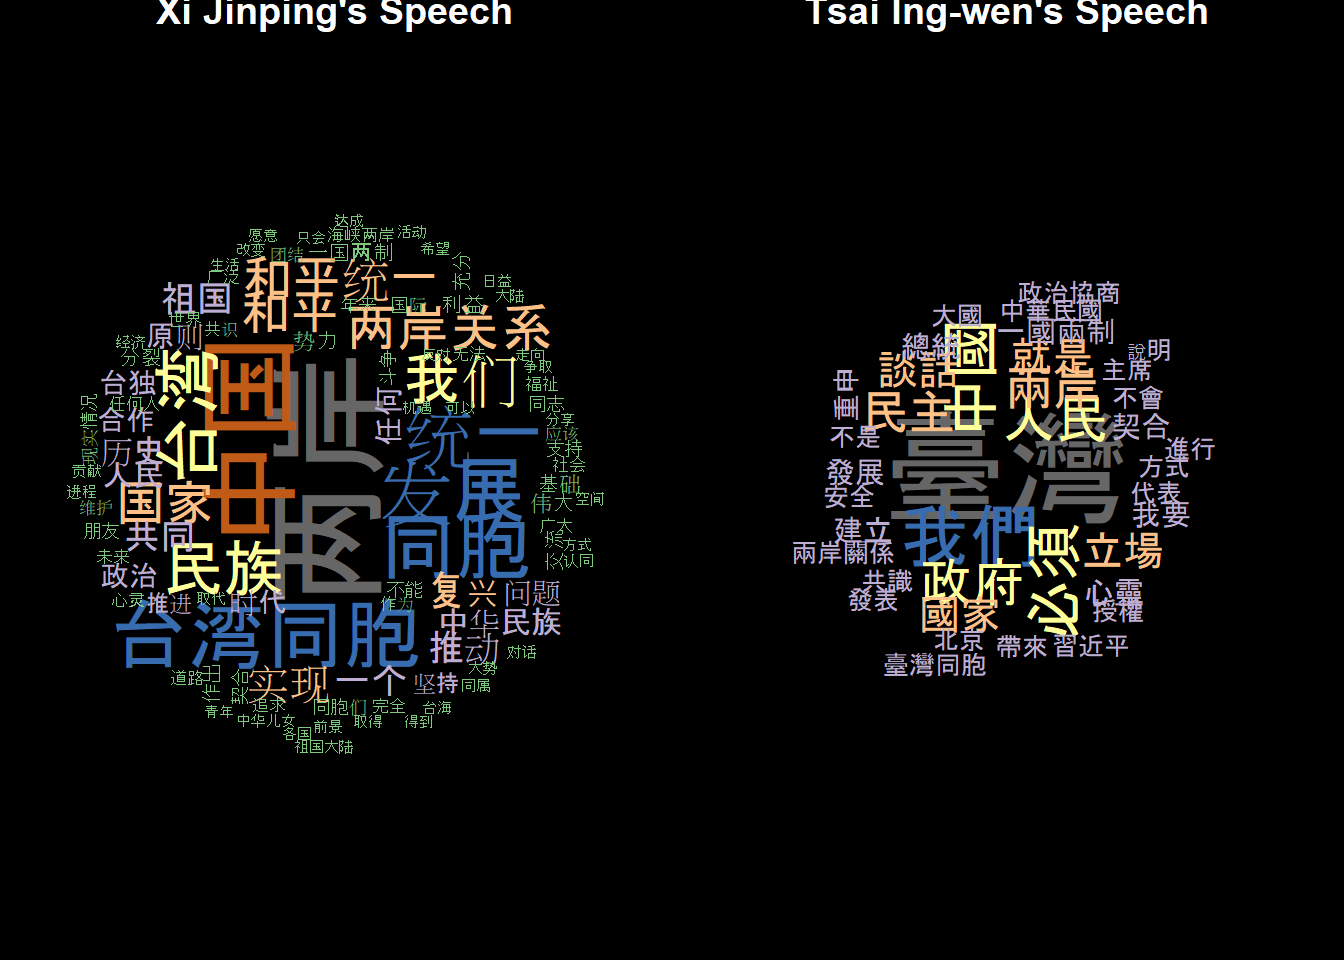 Xi Jinping's Speech
达成
愿意
只会
海峡两岸
活动
改变
团结
一国两制
希望
生活
广泛
和平统一
充分
日益
大陆
祖国
和平
年来
国际
利益
世界
共识
原则
势力
两岸关系
经济
分裂
台湾
中国
两岸
斗争
反对
无法
走向
争取
我们
台独
任何
福祉
任何人
机遇
可以
同志
合作
现实
情况
统一
分享
应该
历史
支持
社会
贡献
人民
发展
基础
进程
国家
伟大
空间
维护
朋友
共同
同胞
广大
交流
方式
认同
未来
民族
政治
不能
复兴
问题
心灵
推进
取代
时代
作为
台湾同胞
中华民族
推动
对话
道路
作出
契合
实现
一个
坚持
大势
同属
青年
追求
同胞们
完全
台海
中华儿女
前景
取得
得到
各国
祖国大陆
Tsai Ing-wen's Speech
政治協商
大國
中華民國
一國兩制
總統
中國
就是
說明
談話
兩岸
主席
重申
民主
人民
不會
契合
不是
臺灣
進行
發展
方式
安全
代表
我要
建立
我們
必須
立場
兩岸關係
共識
政府
心靈
發表
國家
授權
北京
帶來
習近平
臺灣同胞